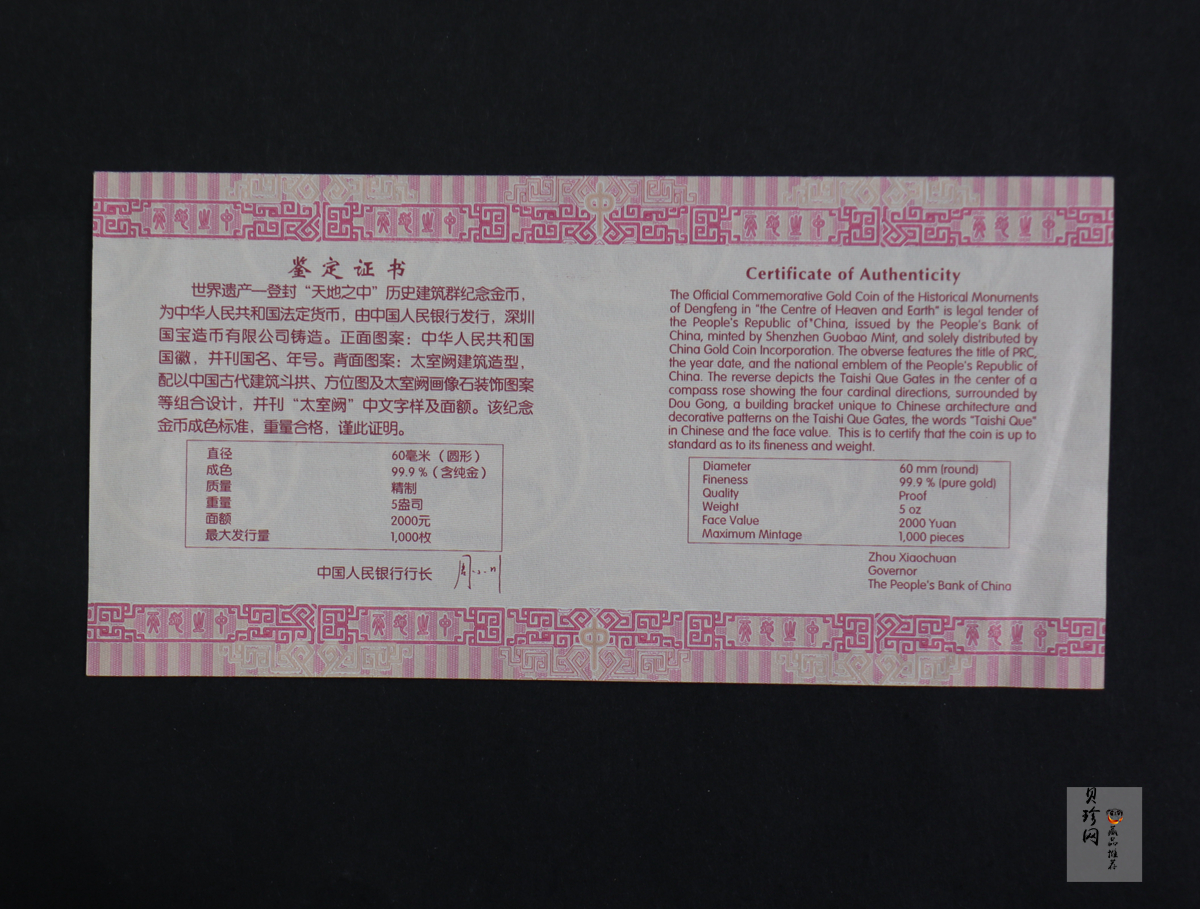 鉴定证书
世界遗产—登封“天地之中”历史建筑群纪念金币，
为中华人民共和国法定货币，由中国人民银行发行，深圳
国宝造币有限公司铸造。正面图案：中华人民共和国
国徽，并刊国名、年号。背面图案：太室阙建筑造型，
配以中国古代建筑斗拱、方位图及太室阙画像石装饰图案
等组合设计，并刊“太室阙”中文字样及面额。该纪念
金币成色标准，重量合格，谨此证明。
直径 60毫米（圆形）
成色 99.9％（含纯金）
质量 精制
重量 5盎司
面额 2000元
最大发行量 1,000枚
中国人民银行行长
Certificate of Authenticity
The Official Commemorative Gold Coin of the Historical Monuments
of Dengfeng in "the Centre of Heaven and Earth" is legal tender of
the People's Republic of China, issued by the People's Bank of
China, minted by Shenzhen Guobao Mint, and solely distributed by
China Gold Coin Incorporation. The obverse features the title of PRC,
the year date, and the national emblem of the People's Republic of
China. The reverse depicts the Taishi Que Gates in the center of a
compass rose showing the four cardinal directions, surrounded by
Dou Gong, a building bracket unique to Chinese architecture and
decorative patterns on the Taishi Que Gates, the words "Taishi Que"
in Chinese and the face value. This is to certify that the coin is up to
standard as to its fineness and weight.
Diameter 60 mm (round)
Fineness 99.9 % (pure gold)
Quality Proof
Weight 5 oz
Face Value 2000 Yuan
Maximum Mintage 1,000 pieces
Zhou Xiaochuan
Governor
The People's Bank of China
贝珍网
藏品推荐